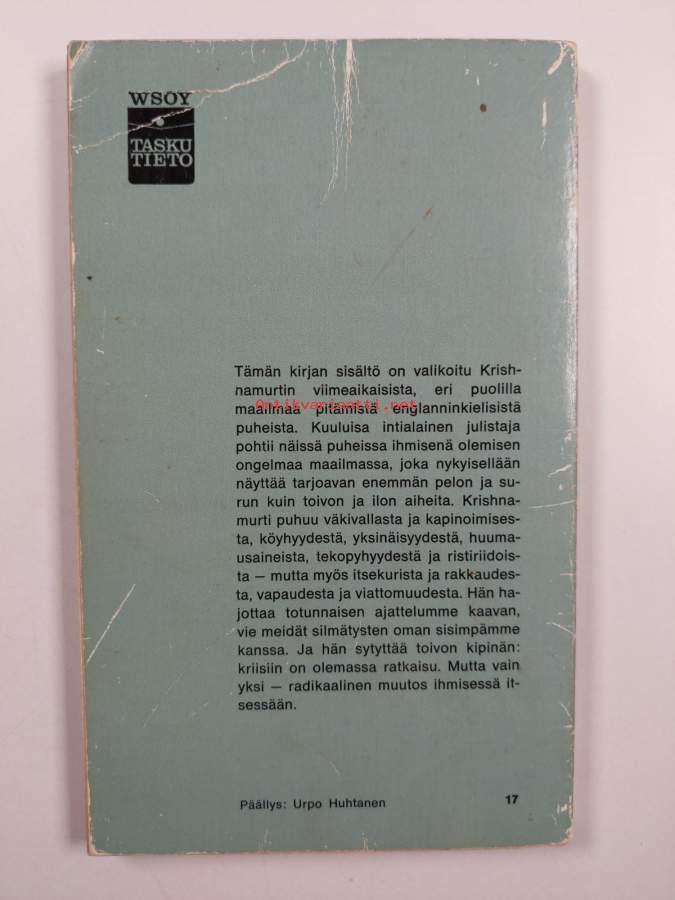 WSOY
TASKU
TIETO
Tämän kirjan sisältö on valikoitu Krish-
namurtin viimeaikaisista, eri puolilla
maailmaa pitämistä englanninkielisistä
Antikvariaatti.net
puheista. Kuuluisa intialainen julistaja
pohtii näissä puheissa ihmisenä olemisen
ongelmaa maailmassa, joka nykyisellään
näyttää tarjoavan enemmän pelon ja su-
run kuin toivon ja ilon aiheita. Krishna-
murti puhuu väkivallasta ja kapinoimises-
ta, köyhyydestä, yksinäisyydestä, huuma-
usaineista, tekopyhyydestä ja ristiriidois-
ta – mutta myös itsekurista ja rakkaudes-
ta, vapaudesta ja viattomuudesta. Hän ha-
jottaa totunnaisen ajattelumme kaavan,
vie meidät silmätysten oman sisimpämme
kanssa. Ja hän sytyttää toivon kipinän:
kriisiin on olemassa ratkaisu. Mutta vain
yksi – radikaalinen muutos ihmisessä it-
sessään.
Päällys: Urpo Huhtanen
17